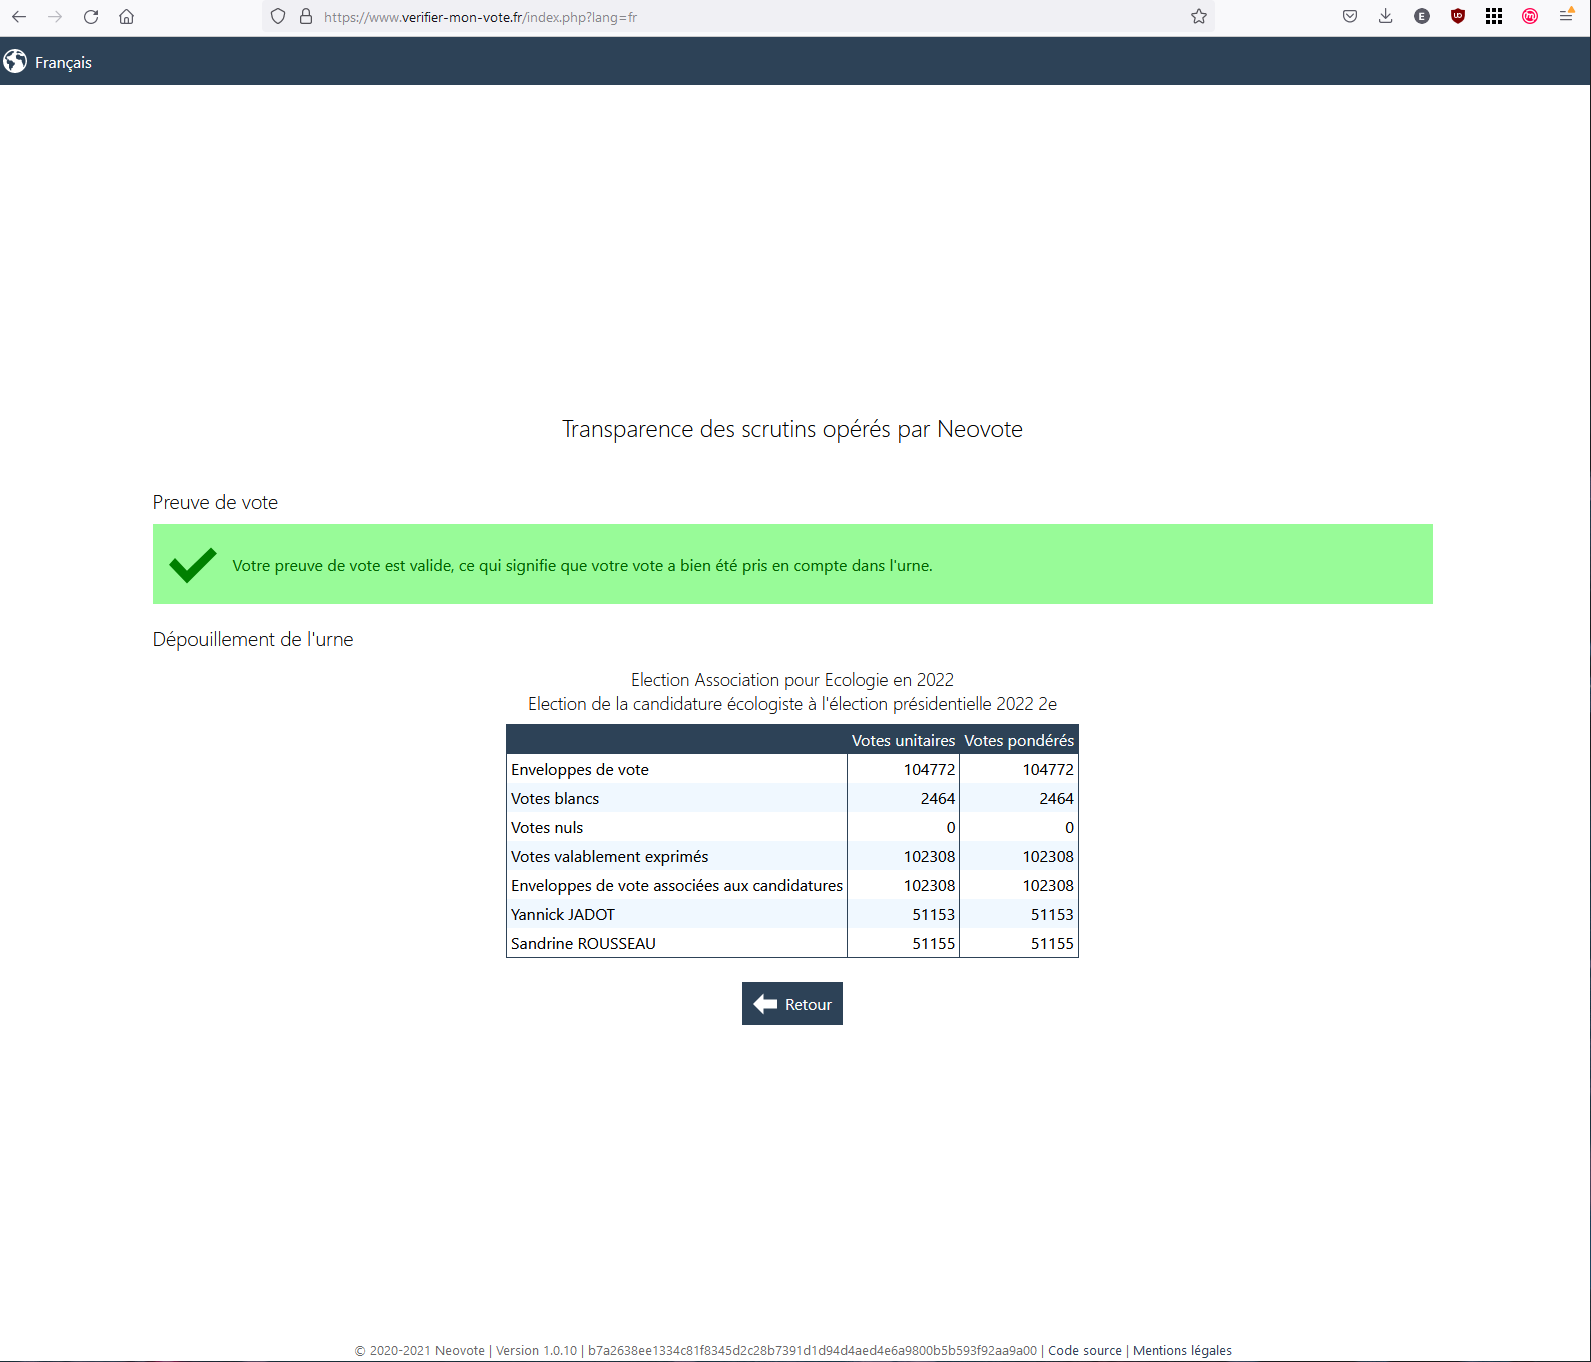 https://www.verifier-mon-vote.fr/index.php?lang=fr
Français
Transparence des scrutins opérés par Neovote
Preuve de vote
Votre preuve de vote est valide, ce qui signifie que votre vote a bien été pris en compte dans l'urne.
Dépouillement de l'urne
Election Association pour Ecologie en 2022
Election de la candidature écologiste à l'élection présidentielle 2022 2e
Votes unitaires Votes pondérés
Enveloppes de vote 104772 104772
Votes blancs 2464 2464
Votes nuls 0 0
Votes valablement exprimés 102308 102308
Enveloppes de vote associées aux candidatures 102308 102308
Yannick JADOT 51153 51153
Sandrine ROUSSEAU 51155 51155
Retour
© 2020-2021 Neovote | Version 1.0.10 | b7a2638ee1334c81f8345d2c28b7391d1d94d4aed4e6a9800b5b593f92aa9a00 | Code source | Mentions légales